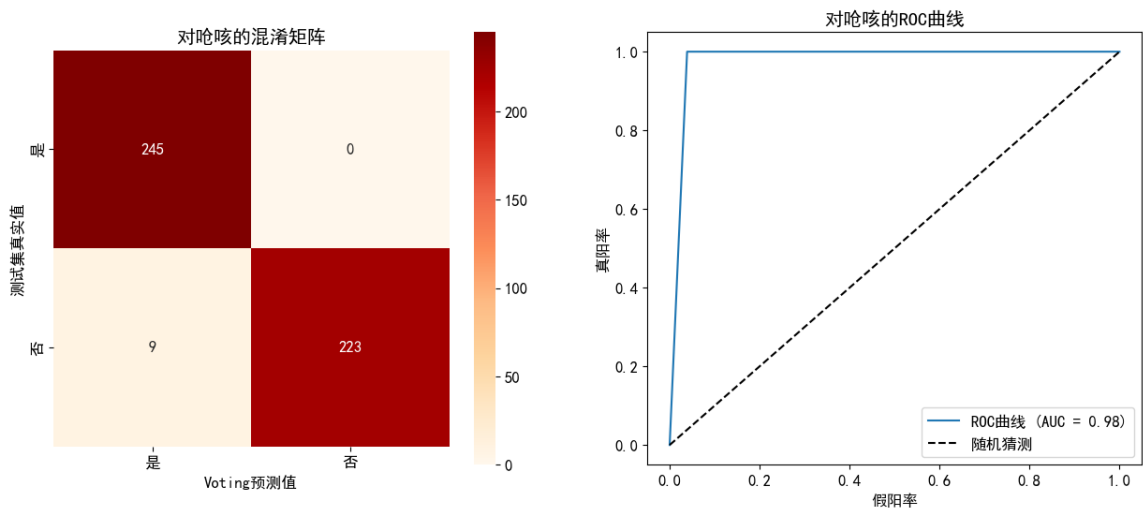 对呛咳的混淆矩阵
测试集真实值
是
否
245
0
9
223
是
否
Voting预测值
200
150
100
50
0
对呛咳的ROC曲线
真阳率
1.0
0.8
0.6
0.4
0.2
0.0
0.0 0.2 0.4 0.6 0.8 1.0
假阳率
ROC曲线 (AUC = 0.98)
随机猜测